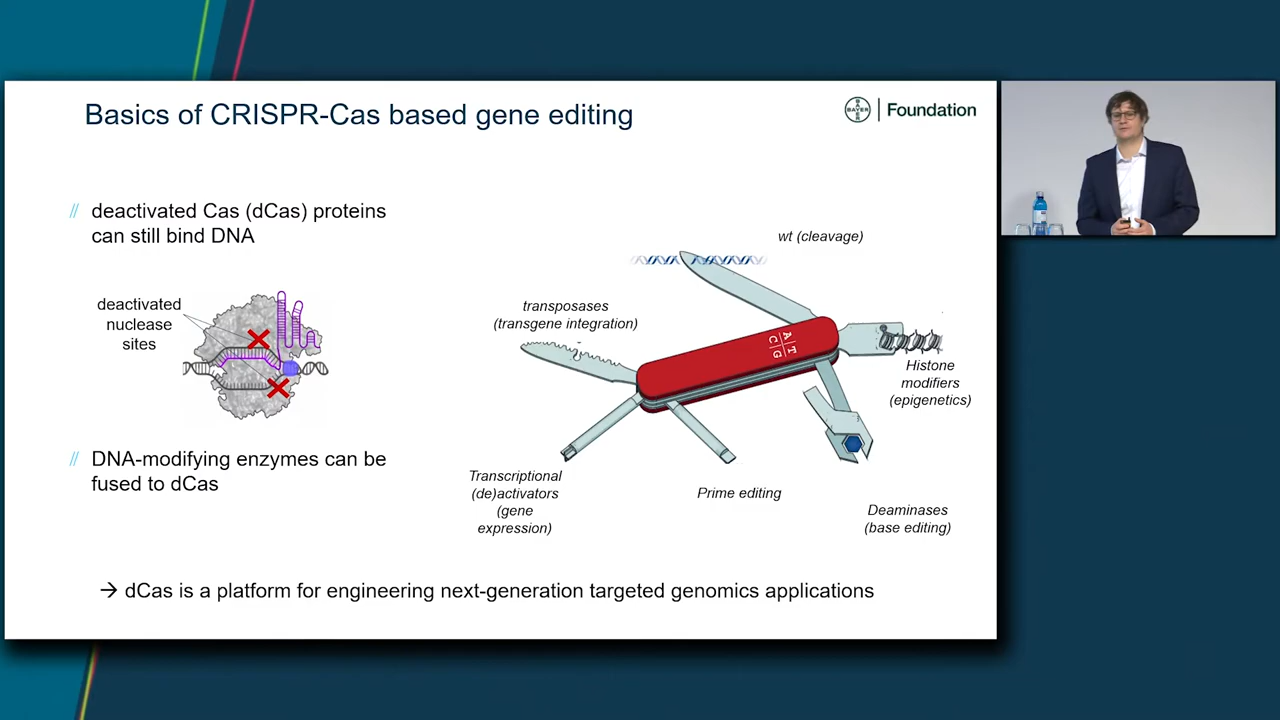 Basics of CRISPR-Cas based gene editing
BAYER
BAYER
Foundation
// deactivated Cas (dCas) proteins
can still bind DNA
deactivated
nuclease
sites
// DNA-modifying enzymes can be
fused to dCas
wt (cleavage)
transposases
(transgene integration)
A T
C G
Histone
modifiers
(epigenetics)
Transcriptional
(de)activators
(gene
expression)
Prime editing
Deaminases
(base editing)
→ dCas is a platform for engineering next-generation targeted genomics applications